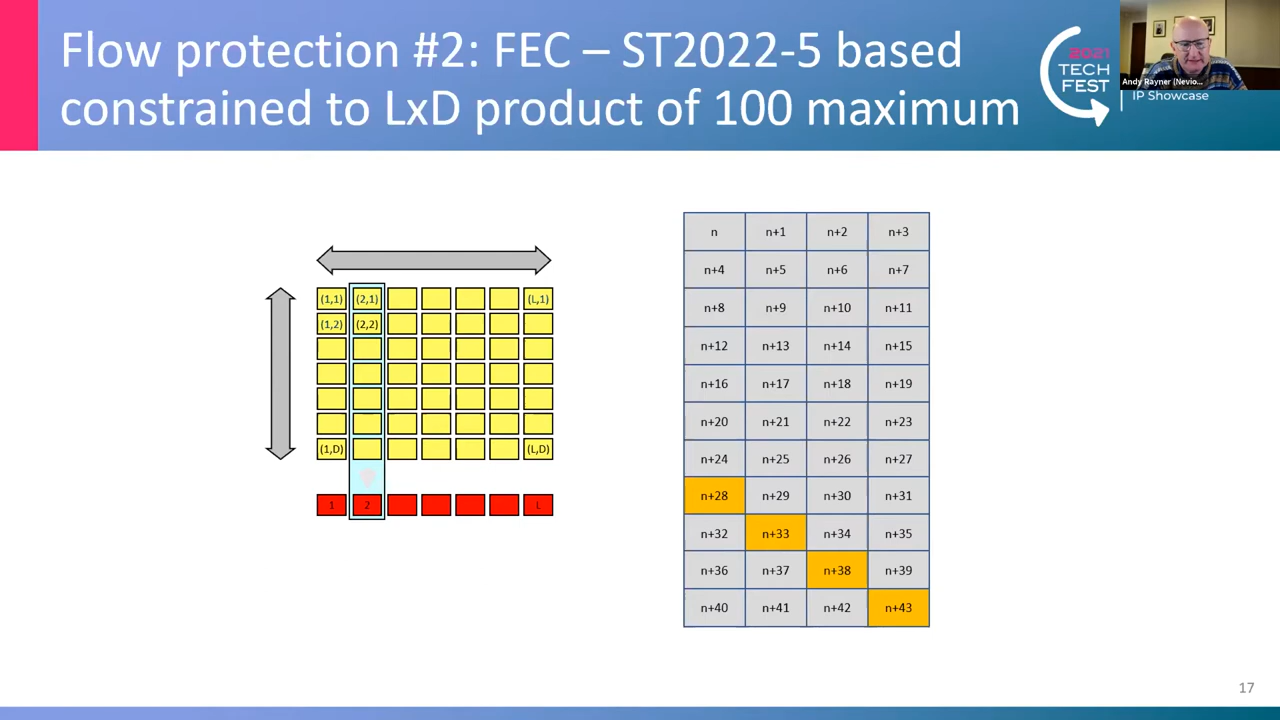 Flow protection #2: FEC – ST2022-5 based
constrained to LxD product of 100 maximum
2021
TECH
FEST
IP Showcase
Andy Rayner (Nevio...
(1,1) (2,1) (L,1)
(1,2) (2,2)
(1,D) (L,D)
1 2 L
n n+1 n+2 n+3
n+4 n+5 n+6 n+7
n+8 n+9 n+10 n+11
n+12 n+13 n+14 n+15
n+16 n+17 n+18 n+19
n+20 n+21 n+22 n+23
n+24 n+25 n+26 n+27
n+28 n+29 n+30 n+31
n+32 n+33 n+34 n+35
n+36 n+37 n+38 n+39
n+40 n+41 n+42 n+43
17